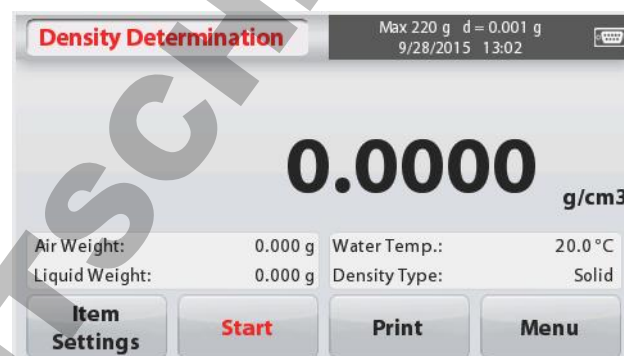 Density Determination
Max 220 g d = 0.001 g
9/28/2015 13:02
0.0000
g/cm3
Air Weight: 0.000 g Water Temp.: 20.0 °C
Liquid Weight: 0.000 g Density Type: Solid
Item Settings Start Print Menu